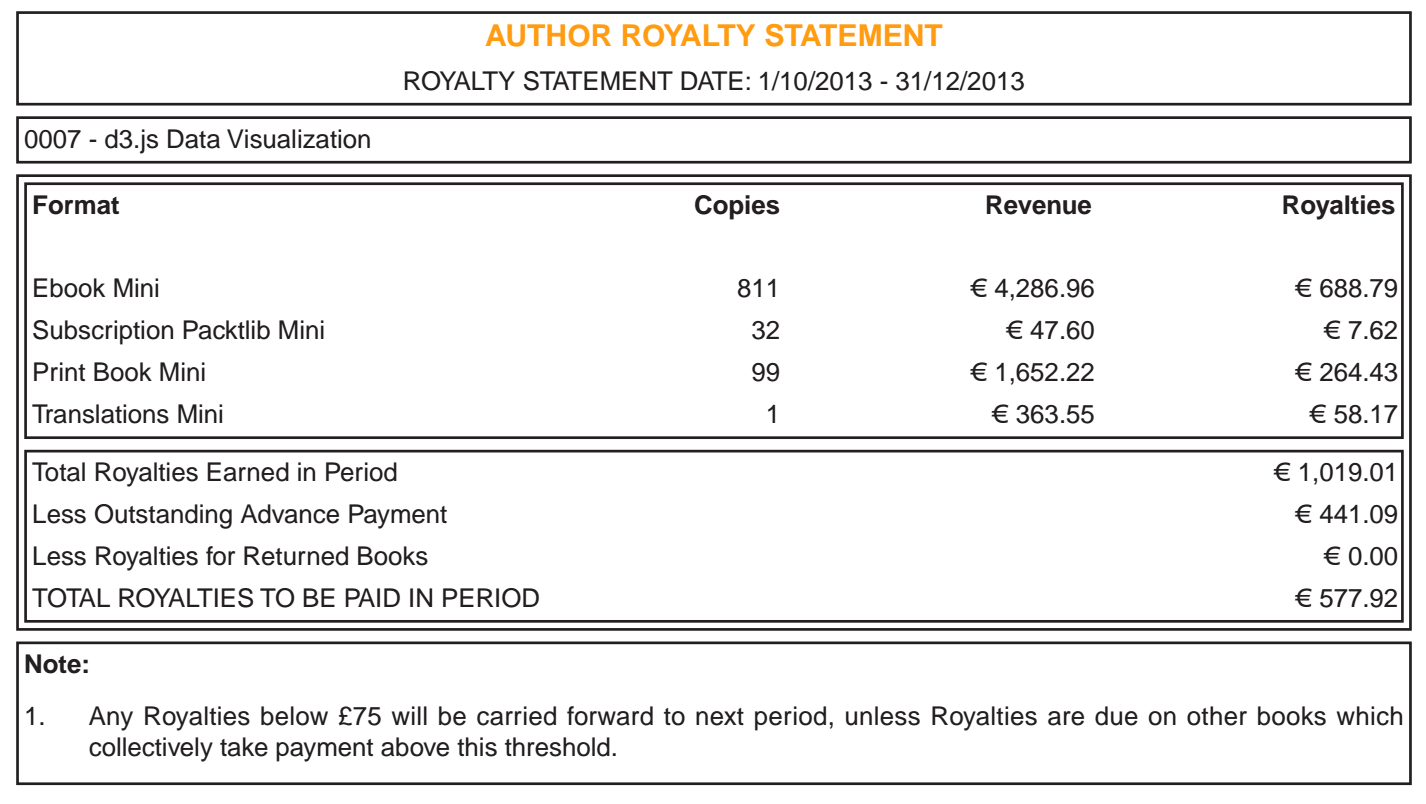 AUTHOR ROYALTY STATEMENT
ROYALTY STATEMENT DATE: 1/10/2013 - 31/12/2013
0007 - d3.js Data Visualization
Format Copies Revenue Royalties
Ebook Mini 811 € 4,286.96 € 688.79
Subscription Packtlib Mini 32 € 47.60 € 7.62
Print Book Mini 99 € 1,652.22 € 264.43
Translations Mini 1 € 363.55 € 58.17
Total Royalties Earned in Period € 1,019.01
Less Outstanding Advance Payment € 441.09
Less Royalties for Returned Books € 0.00
TOTAL ROYALTIES TO BE PAID IN PERIOD € 577.92
Note:
1. Any Royalties below £75 will be carried forward to next period, unless Royalties are due on other books which
collectively take payment above this threshold.